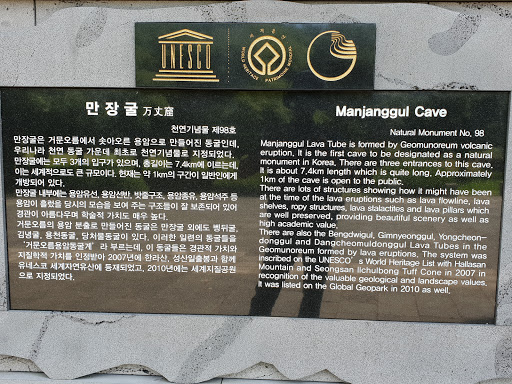 UNESCO
세계유산
WORLD HERITAGE
PATRIMOINE MONDIAL
만장굴 万丈窟
천연기념물 제98호
만장굴은 거문오름에서 솟아오른 용암으로 만들어진 동굴인데,
우리나라 천연 동굴 가운데 최초로 천연기념물로 지정되었다.
만장굴에는 모두 3개의 입구가 있으며, 총길이는 7.4km에 이르는데,
이는 세계적으로도 큰 규모이다. 현재는 약 1km의 구간이 일반인에게
개방되어 있다.
만장굴 내부에는 용암유선, 용암선반, 밧줄구조, 용암종유, 용암석주 등
용암이 흘렀을 당시의 모습을 보여 주는 구조들이 잘 보존되어 있어
경관이 아름다우며 학술적 가치도 매우 높다.
거문오름의 용암 분출로 만들어진 동굴은 만장굴 외에도 벵뒤굴,
김녕굴, 용천동굴, 당처물동굴이 있다. 이러한 일련의 동굴들을
‘거문오름용암동굴계’라 부르는데, 이 동굴들은 경관적 가치와
지질학적 가치를 인정받아 2007년에 한라산, 성산일출봉과 함께
유네스코 세계자연유산에 등재되었고, 2010년에는 세계지질공원
으로 지정되었다.
Manjanggul Cave
Natural Monument No, 98
Manjanggul Lava Tube is formed by Geomunoreum volcanic
eruption, It is the first cave to be designated as a natural
monument in Korea, There are three entrances to this cave,
It is about 7.4km length which is quite long, Approximately
1km of the cave is open to the public,
There are lots of structures showing how it might have been
at the time of the lava eruptions such as lava flowline, lava
shelves, ropy structures, lava stalactites and lava pillars which
are well preserved, providing beautiful scenery as well as
high academic value,
There are also the Bengdwigul, Gimnyeonggul, Yongcheon-
donggul and Dangcheomuldonggul Lava Tubes in the
Geomunoreum formed by lava eruptions, The system was
inscribed on the UNESCO's World Heritage List with Hallasan
Mountain and Seongsan Ilchulbong Tuff Cone in 2007 in
recognition of the valuable geological and landscape values,
It was listed on the Global Geopark in 2010 as well,